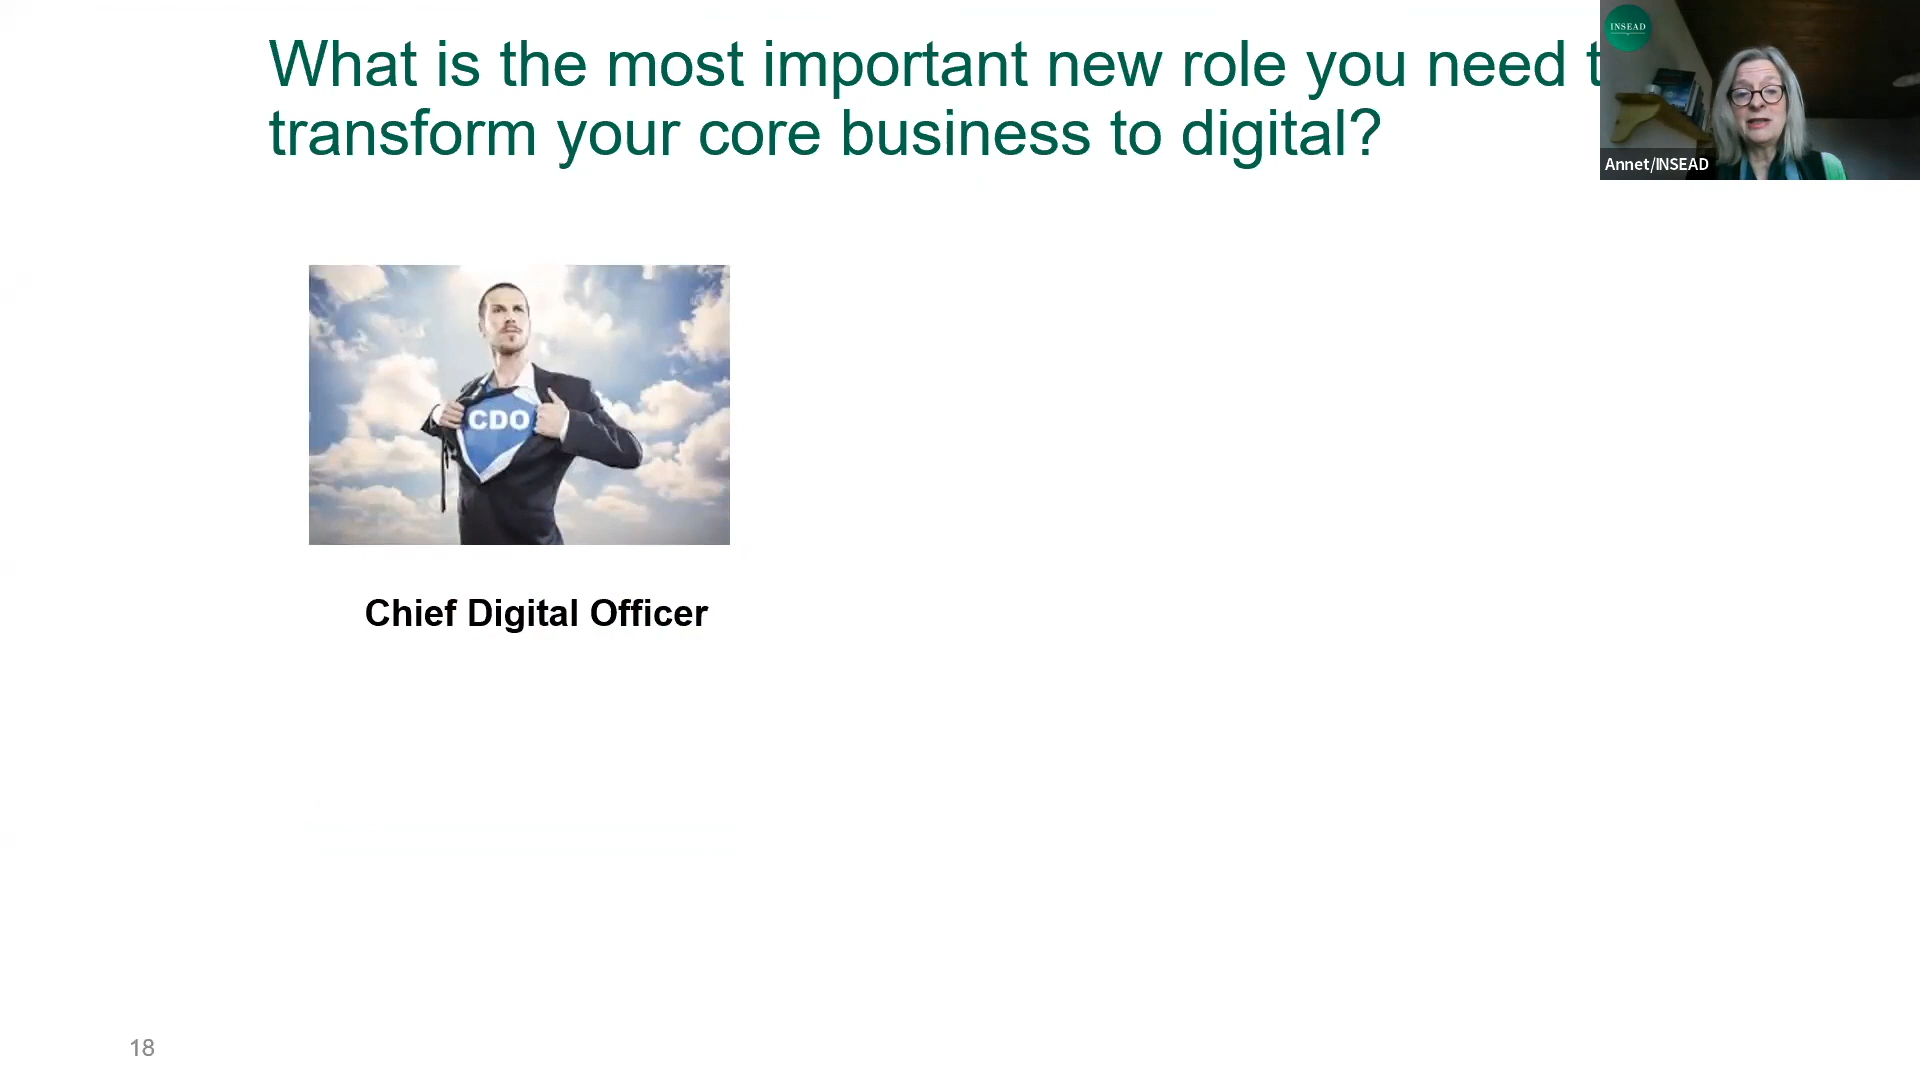 What is the most important new role you need t
transform your core business to digital?
INSEAD
Annet/INSEAD
CDO
Chief Digital Officer
18